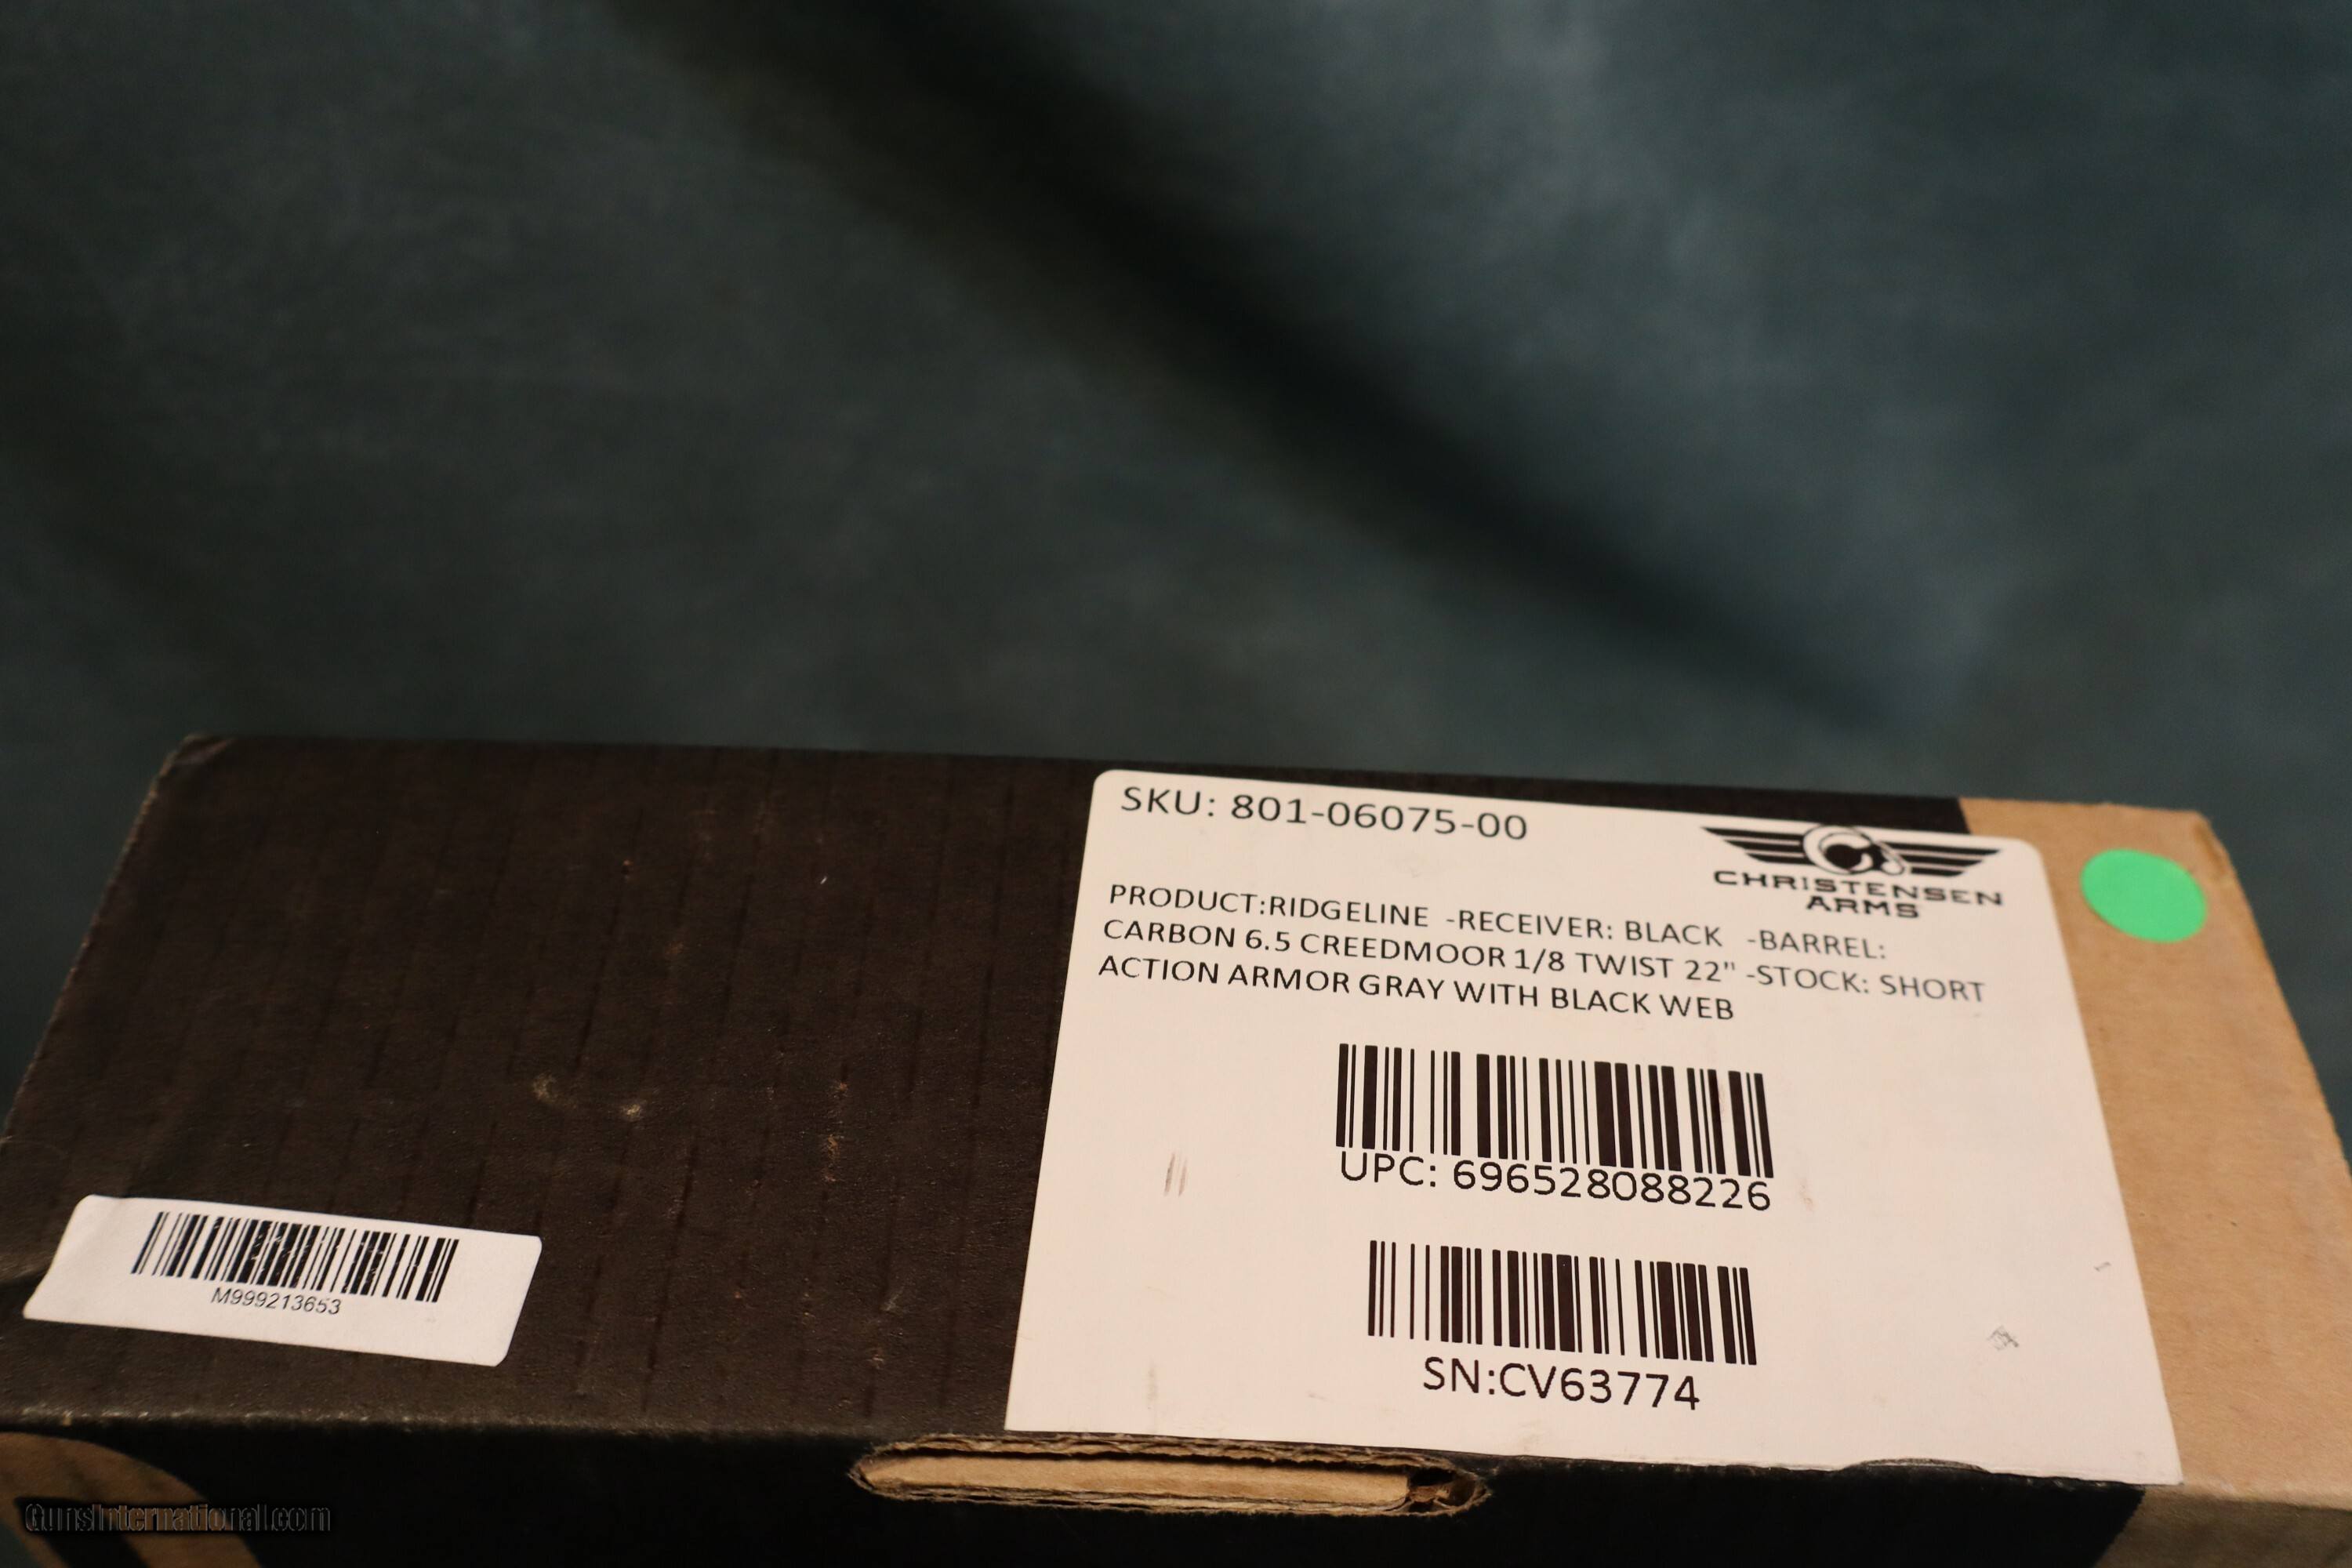 SKU: 801-06075-00
CHRISTENSEN
ARMS
PRODUCT:RIDGELINE -RECEIVER: BLACK -BARREL:
CARBON 6.5 CREEDMOOR 1/8 TWIST 22" -STOCK: SHORT
ACTION ARMOR GRAY WITH BLACK WEB
UPC: 696528088226
SN:CV63774
M999213653
GunsInternational.com